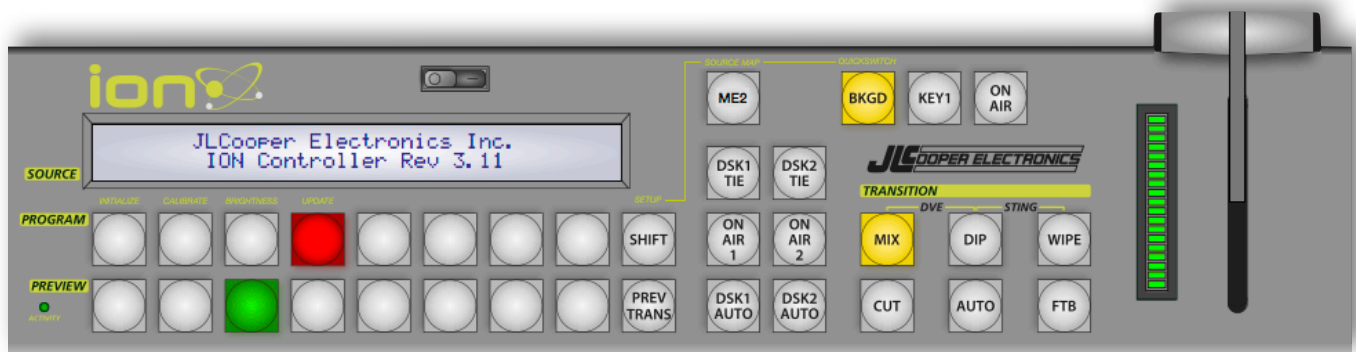 ion
SOURCE MAP
QUICKSWITCH
ME2
BKGD
KEY1
ON
AIR
JLCooper Electronics Inc.
ION Controller Rev 3.11
SOURCE
DSK1
TIE
DSK2
TIE
JLCOOPER ELECTRONICS
TRANSITION
INITIALIZE
CALIBRATE
BRIGHTNESS
UPDATE
SETUP
DVE
STING
PROGRAM
SHIFT
ON
AIR
1
ON
AIR
2
MIX
DIP
WIPE
PREVIEW
ACTIVITY
PREV
TRANS
DSK1
AUTO
DSK2
AUTO
CUT
AUTO
FTB